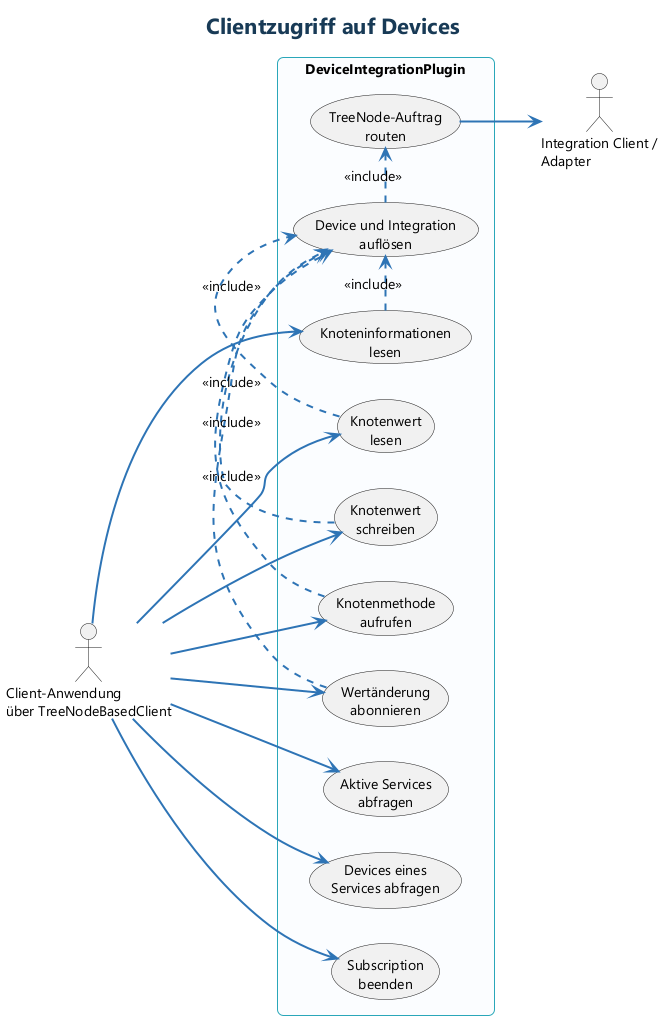 Clientzugriff auf Devices
DeviceIntegrationPlugin
TreeNode-Auftrag
routen
Integration Client /
Adapter
«include»
Device und Integration
auflösen
«include»
«include»
Knoteninformationen
lesen
«include»
Knotenwert
lesen
«include»
«include»
Knotenwert
schreiben
Knotenmethode
aufrufen
Client-Anwendung
über TreeNodeBasedClient
Wertänderung
abonnieren
Aktive Services
abfragen
Devices eines
Services abfragen
Subscription
beenden